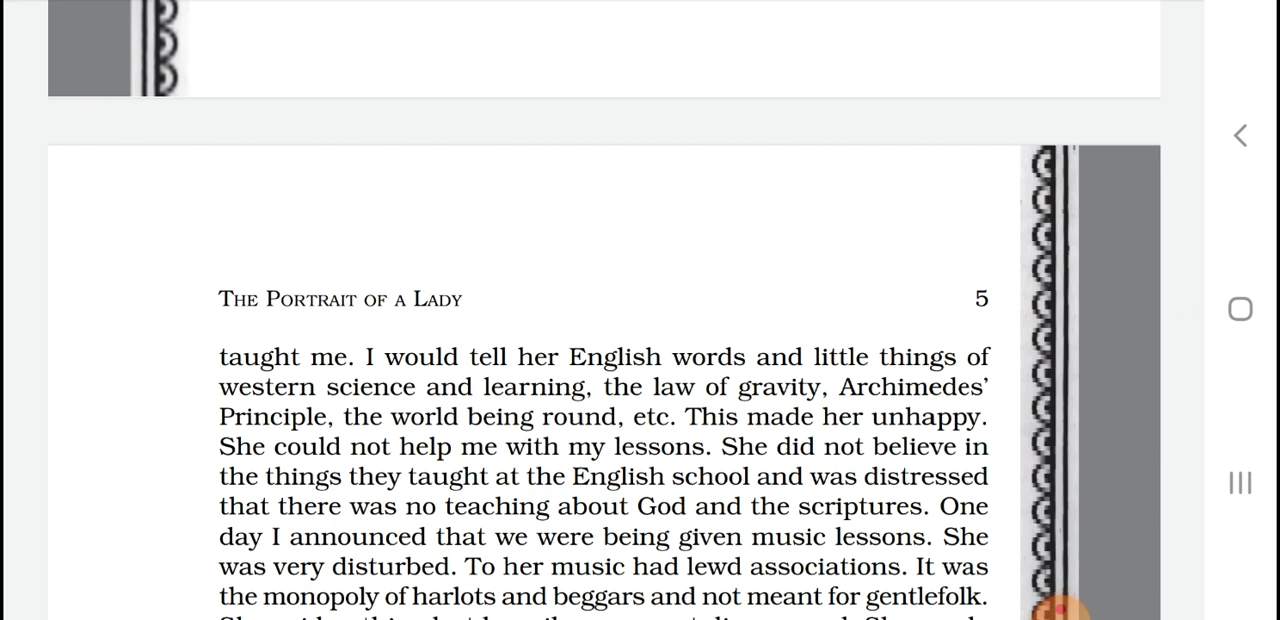 THE PORTRAIT OF A LADY 5
taught me. I would tell her English words and little things of
western science and learning, the law of gravity, Archimedes’
Principle, the world being round, etc. This made her unhappy.
She could not help me with my lessons. She did not believe in
the things they taught at the English school and was distressed
that there was no teaching about God and the scriptures. One
day I announced that we were being given music lessons. She
was very disturbed. To her music had lewd associations. It was
the monopoly of harlots and beggars and not meant for gentlefolk.